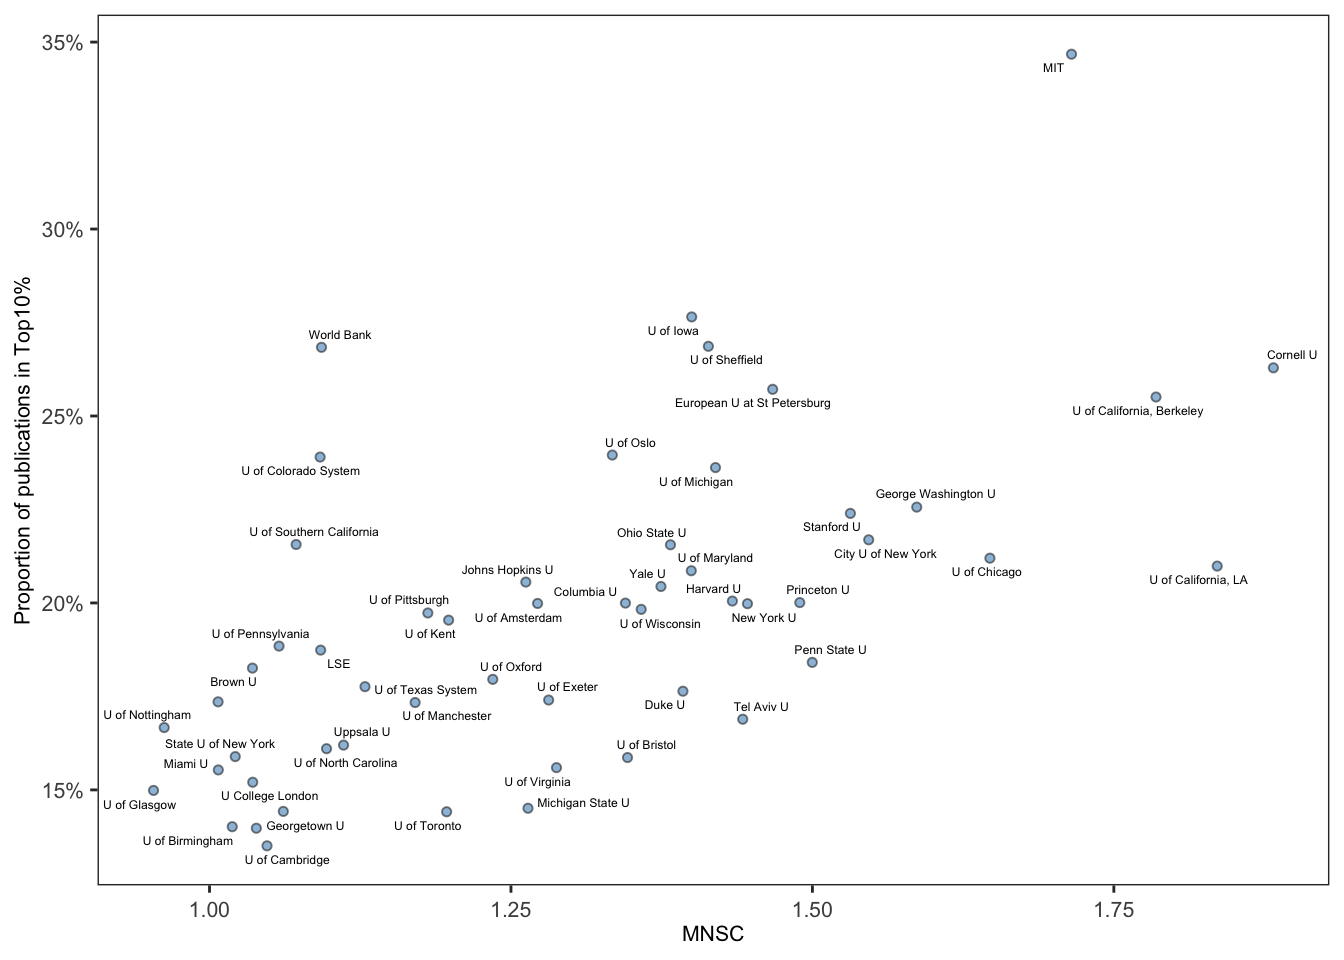 35%
MIT
30%
World Bank
U of Iowa
U of Sheffield
Cornell U
European U at St Petersburg
U of California, Berkeley
25%
U of Oslo
U of Colorado System
U of Michigan
George Washington U
Stanford U
U of Southern California
Ohio State U
City U of New York
U of Maryland
U of Chicago
Johns Hopkins U
Yale U
U of California, LA
Columbia U
Harvard U
Princeton U
U of Pittsburgh
20%
U of Amsterdam
New York U
U of Kent
U of Wisconsin
U of Pennsylvania
Penn State U
LSE
U of Oxford
Brown U
U of Texas System
U of Exeter
Duke U
Tel Aviv U
U of Nottingham
U of Manchester
Uppsala U
State U of New York
U of Bristol
Miami U
U of North Carolina
U of Virginia
15%
U College London
U of Glasgow
Michigan State U
Georgetown U
U of Toronto
U of Birmingham
U of Cambridge
Proportion of publications in Top10%
1.00 1.25 1.50 1.75
MNSC